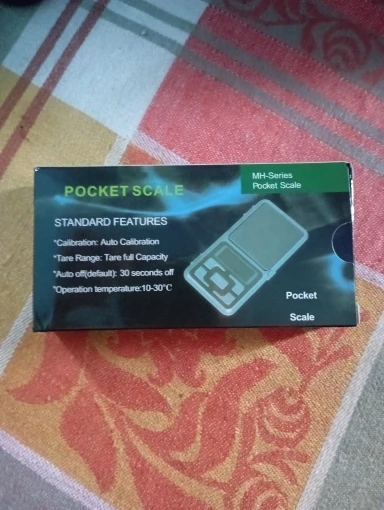 MH-Series
Pocket Scale
POCKET SCALE
STANDARD FEATURES
*Calibration: Auto Calibration
*Tare Range: Tare full Capacity
*Auto off(default): 30 seconds off
*Operation temperature:10-30℃
Pocket
Scale